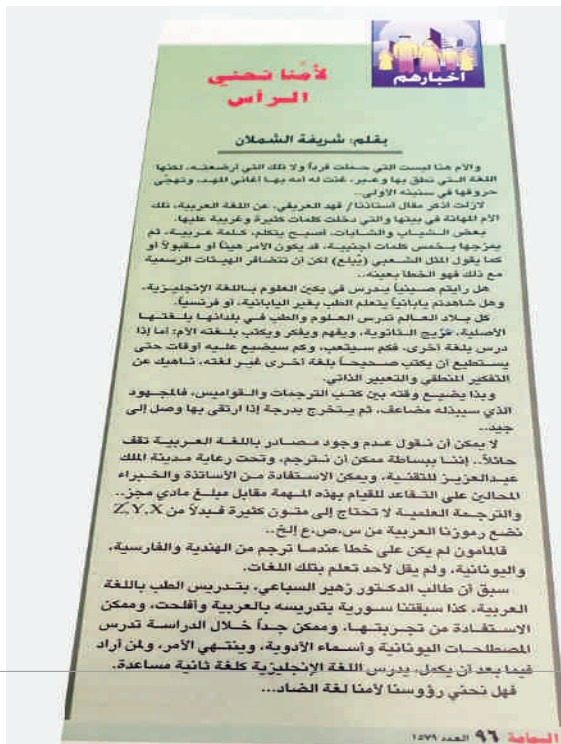 أخبارهم
لأمنا نحني
الرأس
بقلم: شريفة الشملان
والأم هنا ليست التي حملت فرداً ولا تلك التي أرضعته، لكنها
اللغة التي نطق بها وعبر، غنت له أمه بها أغاني المهد، وتهجى
حروفها في سنينه الأولى..
لازلت أذكر مقال أستاذنا/ فهد العريفي، عن اللغة العربية، تلك
الأم المهانة في بيتها والتي دخلت كلمات كثيرة وغريبة عليها.
بعض الشباب والشابات، أصبح يتكلم، كلمة عربية، ثم
يمزجها بخمس كلمات أجنبية، قد يكون الأمر هيناً أو مقبولاً أو
كما يقول المثل الشعبي (يُبلع) لكن أن تتضافر الهيئات الرسمية
مع ذلك فهو الخطأ بعينه..
هل رأيتم صينياً يدرس في بكين العلوم باللغة الإنجليزية،
وهل شاهدتم يابانياً يتعلم الطب بغير اليابانية، أو فرنسياً.
كل بلاد العالم تدرس العلوم والطب في بلدانها بلغتها
الأصلية، خريج الثانوية، ويفهم ويفكر ويكتب بلغته الأم: أما إذا
درس بلغة أخرى، فكم سيتعب، وكم سيضيع عليه أوقات حتى
يستطيع أن يكتب صحيحاً بلغة أخرى غير لغته، ناهيك عن
التفكير المنطقي والتعبير الذاتي.
وبذا يضيع وقته بين كتب الترجمات والقواميس، فالمجهود
الذي سيبذله مضاعف، ثم يتخرج بدرجة إذا ارتقى بها وصل إلى
جيد..
لا يمكن أن نقول عدم وجود مصادر باللغة العربية تقف
حائلاً.. إننا ببساطة ممكن أن نترجم، وتحت رعاية مدينة الملك
عبدالعزيز للتقنية، ويمكن الاستفادة من الأساتذة والخبراء
المحالين على التقاعد للقيام بهذه المهمة مقابل مبلغ مادي مجز..
والترجمة العلمية لا تحتاج إلى متون كثيرة فبدلاً من Z,Y,X
نضع رموزنا العربية من س،ص،ع إلخ..
فالمأمون لم يكن على خطأ عندما ترجم من الهندية والفارسية،
واليونانية، ولم يقل لأحد تعلم بتلك اللغات.
سبق أن طالب الدكتور زهير السباعي، بتدريس الطب باللغة
العربية، كذا سبقتنا سورية بتدريسه بالعربية وأفلحت، وممكن
الاستفادة من تجربتها، وممكن جداً خلال الدراسة تدرس
المصطلحات اليونانية وأسماء الأدوية، وينتهي الأمر، ولمن أراد
فيما بعد أن يكمل، يدرس اللغة الإنجليزية كلغة ثانية مساعدة.
فهل نحني رؤوسنا لأمنا لغة الضاد...
اليمامة ٩٦ العدد ١٥٧٩